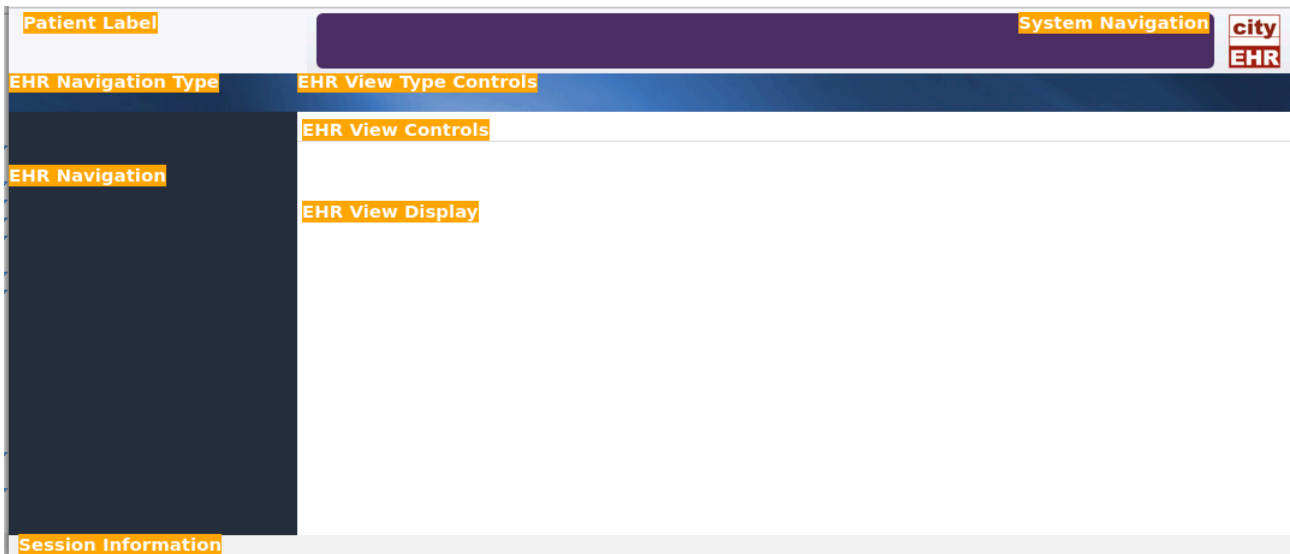 Patient Label
System Navigation
city
EHR
EHR Navigation Type
EHR View Type Controls
EHR View Controls
EHR Navigation
EHR View Display
Session Information